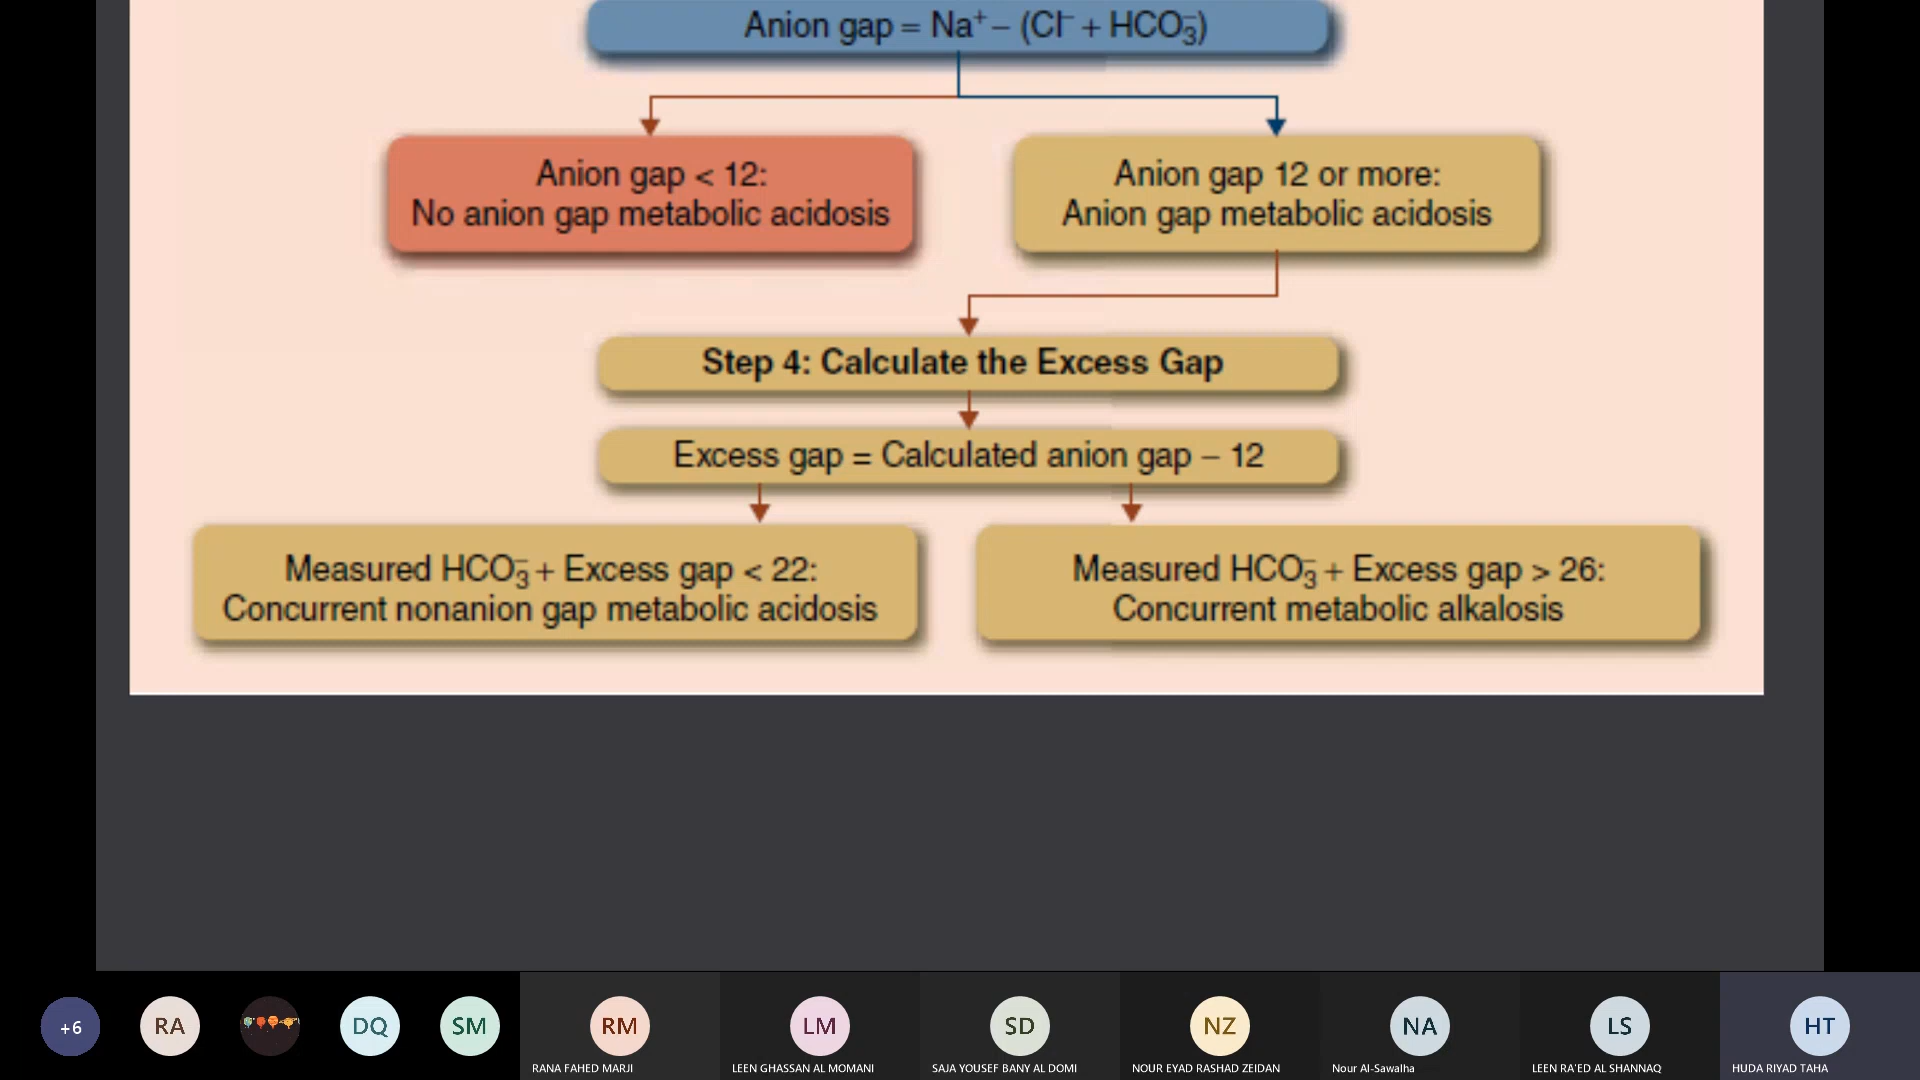 Anion gap = Na⁺ – (Cl⁻ + HCO₃⁻)
Anion gap < 12:
No anion gap metabolic acidosis
Anion gap 12 or more:
Anion gap metabolic acidosis
Step 4: Calculate the Excess Gap
Excess gap = Calculated anion gap – 12
Measured HCO₃⁻ + Excess gap < 22:
Concurrent nonanion gap metabolic acidosis
Measured HCO₃⁻ + Excess gap > 26:
Concurrent metabolic alkalosis
+6
RA
DQ
SM
RM
RANA FAHED MARJI
LM
LEEN GHASSAN AL MOMANI
SD
SAJA YOUSEF BANY AL DOMI
NZ
NOUR EYAD RASHAD ZEIDAN
NA
Nour Al-Sawalha
LS
LEEN RA'ED AL SHANNAQ
HT
HUDA RIYAD TAHA